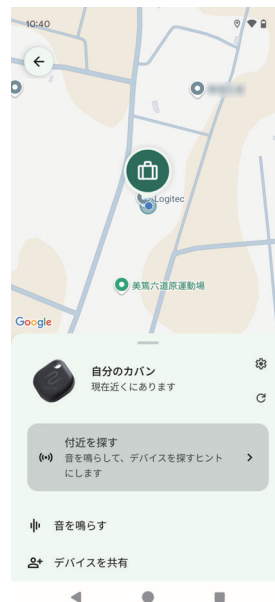 10:40
Logitec
美篶六道原運動場
Google
自分のカバン
現在近くにあります
付近を探す
音を鳴らして、デバイスを探すヒント
にします
音を鳴らす
デバイスを共有